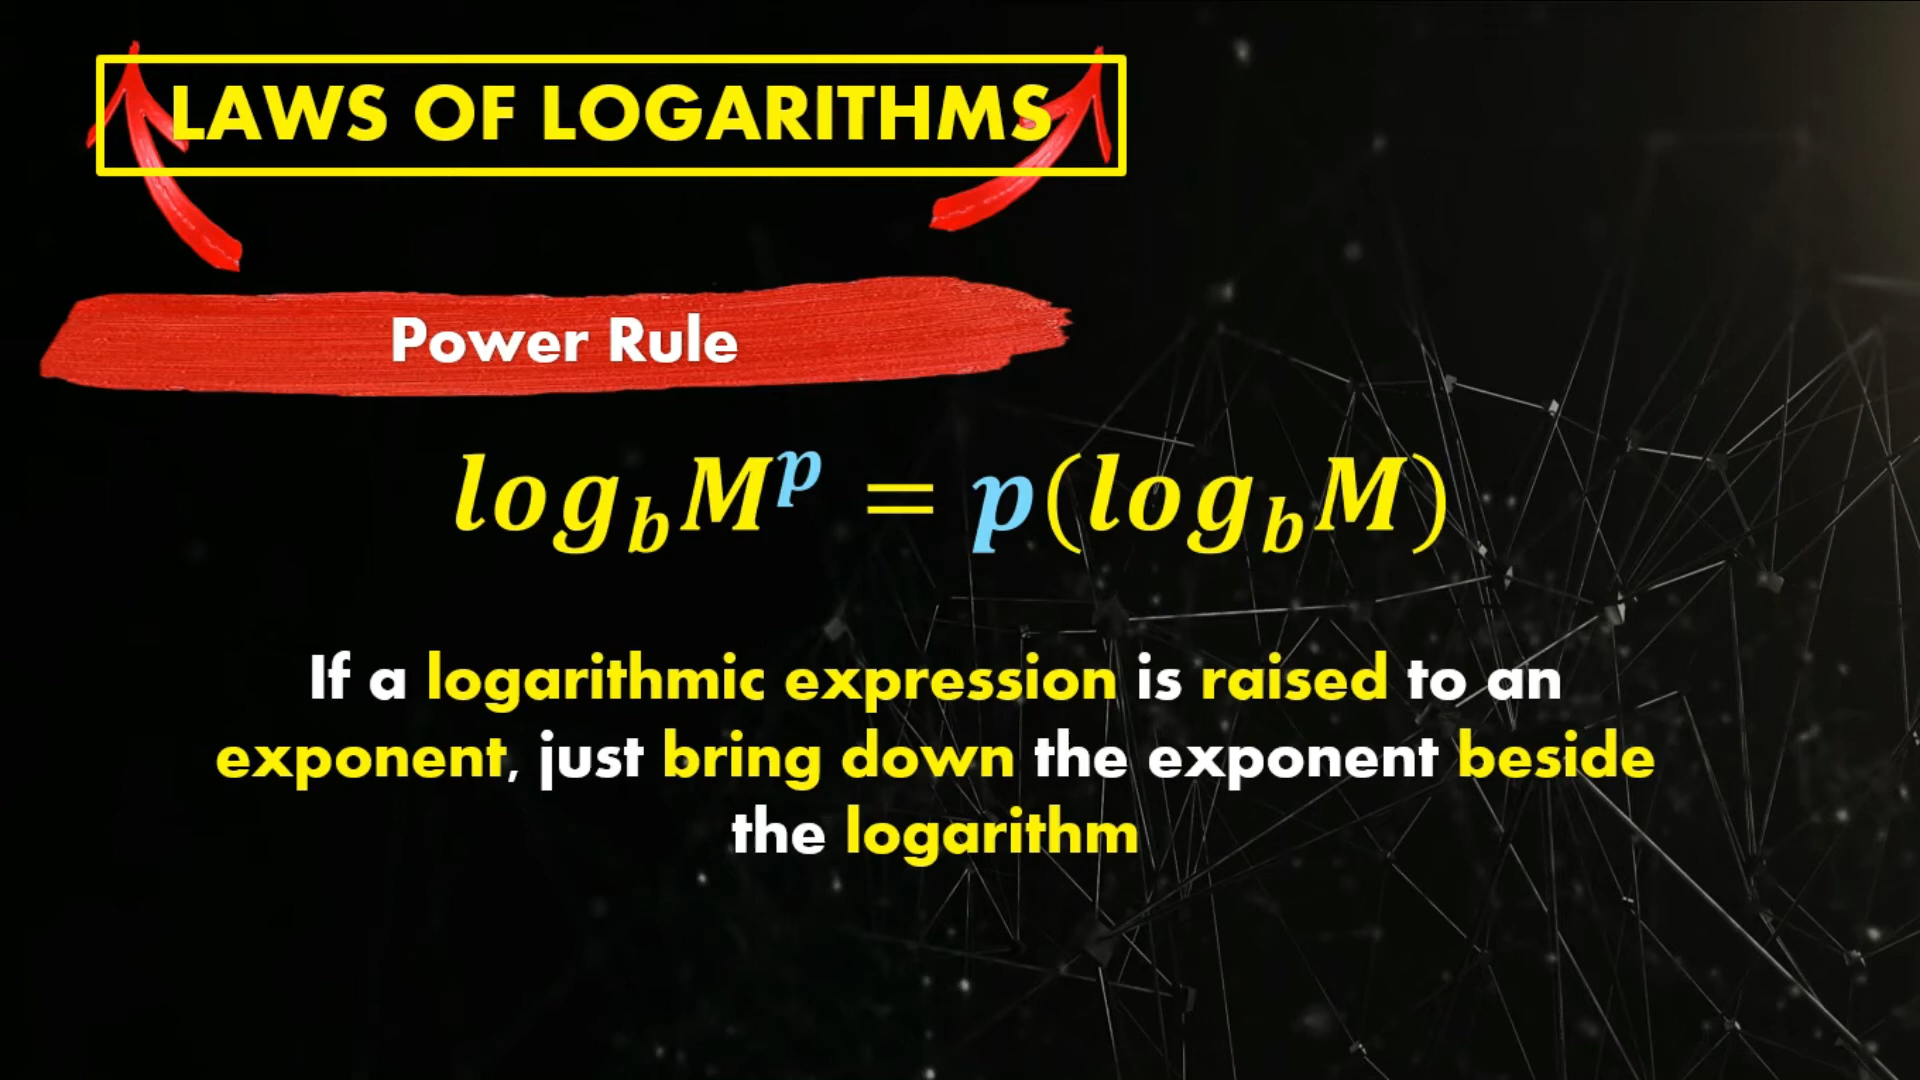 LAWS OF LOGARITHMS
Power Rule
log_b M^p = p(log_b M)
If a logarithmic expression is raised to an
exponent, just bring down the exponent beside
the logarithm